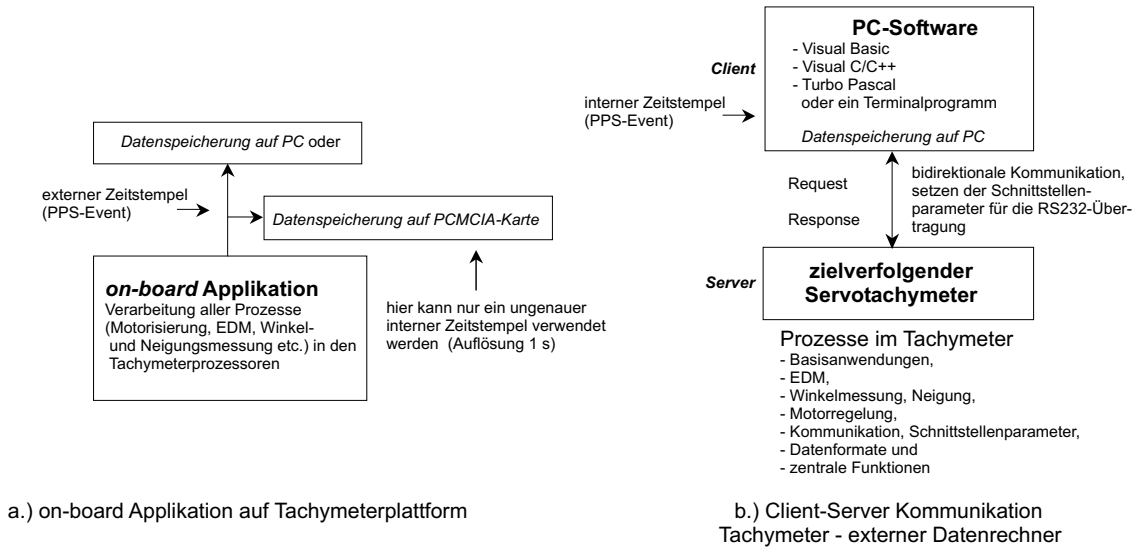 Datenspeicherung auf PC oder
externer Zeitstempel
(PPS-Event)
Datenspeicherung auf PCMCIA-Karte
on-board Applikation
Verarbeitung aller Prozesse
(Motorisierung, EDM, Winkel-
und Neigungsmessung etc.) in den
Tachymeterprozessoren
hier kann nur ein ungenauer
interner Zeitstempel verwendet
werden (Auflösung 1 s)
a.) on-board Applikation auf Tachymeterplattform
PC-Software
- Visual Basic
- Visual C/C++
- Turbo Pascal
oder ein Terminalprogramm
Datenspeicherung auf PC
Client
interner Zeitstempel
(PPS-Event)
Request
Response
bidirektionale Kommunikation,
setzen der Schnittstellen-
parameter für die RS232-Über-
tragung
Server
zielverfolgender
Servotachymeter
Prozesse im Tachymeter
- Basisanwendungen,
- EDM,
- Winkelmessung, Neigung,
- Motorregelung,
- Kommunikation, Schnittstellenparameter,
- Datenformate und
- zentrale Funktionen
b.) Client-Server Kommunikation
Tachymeter - externer Datenrechner